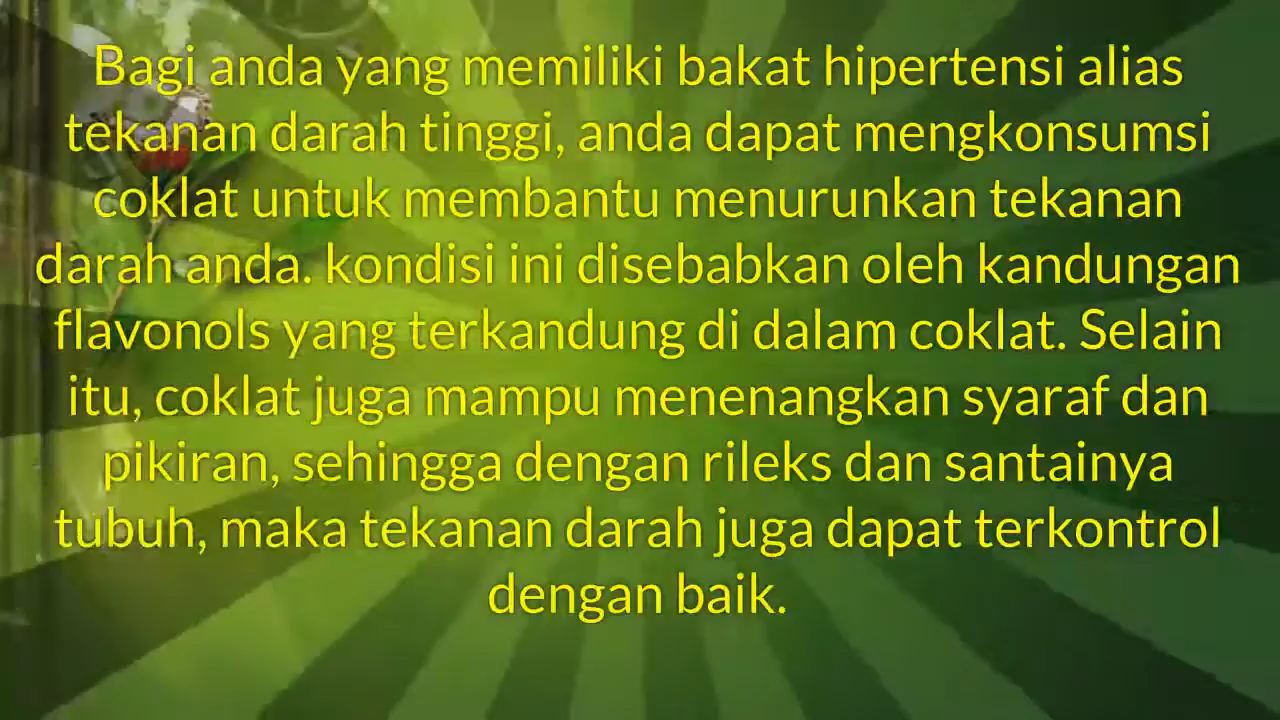 Bagi anda yang memiliki bakat hipertensi alias
tekanan darah tinggi, anda dapat mengkonsumsi
coklat untuk membantu menurunkan tekanan
darah anda. kondisi ini disebabkan oleh kandungan
flavonols yang terkandung di dalam coklat. Selain
itu, coklat juga mampu menenangkan syaraf dan
pikiran, sehingga dengan rileks dan santainya
tubuh, maka tekanan darah juga dapat terkontrol
dengan baik.